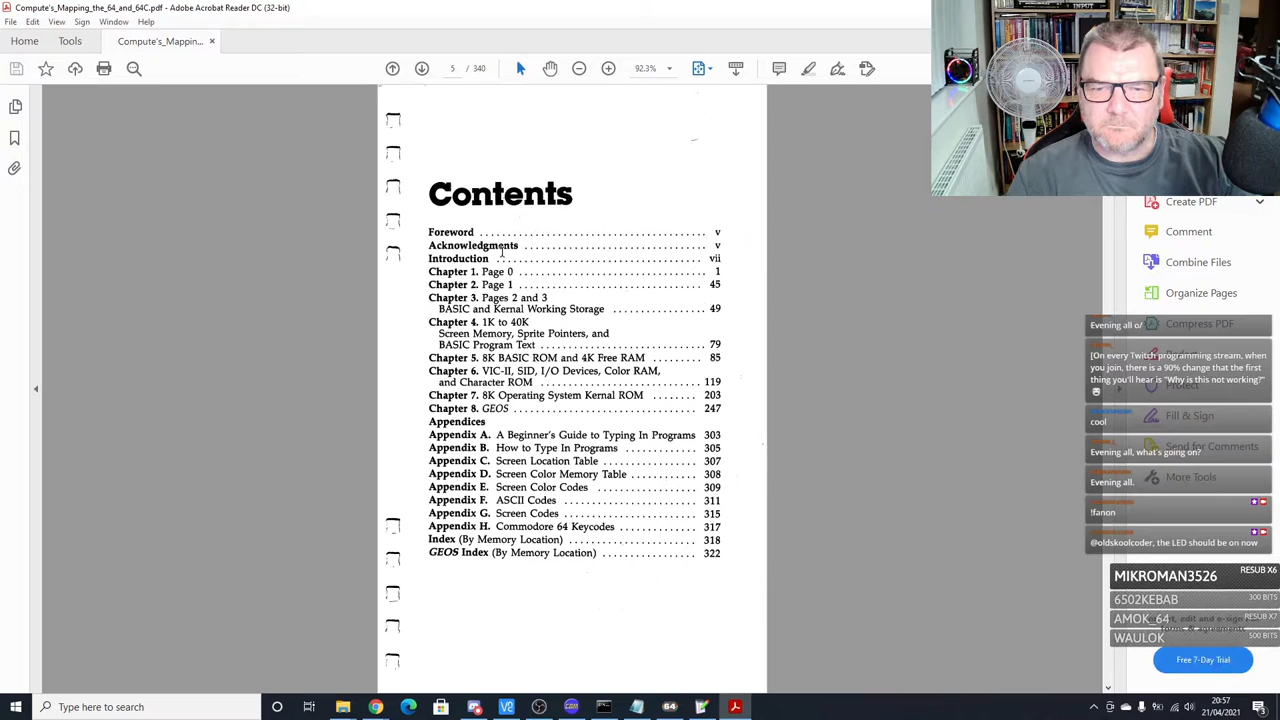 Compute's_Mapping_the_64_and_64C.pdf - Adobe Acrobat Reader DC (32-bit)
File Edit View Sign Window Help
Home Tools Compute's_Mappin... ×
5 / 340 92.3%
INPUT
Contents
Foreword ........ v
Acknowledgments ........ v
Introduction ........ vii
Chapter 1. Page 0 ........ 1
Chapter 2. Page 1 ........ 45
Chapter 3. Pages 2 and 3
BASIC and Kernal Working Storage ........ 49
Chapter 4. 1K to 40K
Screen Memory, Sprite Pointers, and
BASIC Program Text ........ 79
Chapter 5. 8K BASIC ROM and 4K Free RAM ........ 85
Chapter 6. VIC-II, SID, I/O Devices, Color RAM,
and Character ROM ........ 119
Chapter 7. 8K Operating System Kernal ROM ........ 203
Chapter 8. GEOS ........ 247
Appendices
Appendix A. A Beginner's Guide to Typing In Programs 303
Appendix B. How to Type In Programs ........ 305
Appendix C. Screen Location Table ........ 307
Appendix D. Screen Color Memory Table ........ 308
Appendix E. Screen Color Codes ........ 309
Appendix F. ASCII Codes ........ 311
Appendix G. Screen Codes ........ 315
Appendix H. Commodore 64 Keycodes ........ 317
Index (By Memory Location) ........ 318
GEOS Index (By Memory Location) ........ 322
Create PDF
Comment
Combine Files
Organize Pages
Compress PDF
Evening all o/
[On every Twitch programming stream, when
you join, there is a 90% change that the first
thing you'll hear is "Why is this not working?"
Protect
Fill & Sign
cool
Send for Comments
Evening all, what's going on?
More Tools
Evening all.
!fanon
@oldskoolcoder, the LED should be on now
MIKROMAN3526 RESUB X6
6502KEBAB 300 BITS
AMOK_64 RESUB X7
WAULOK 500 BITS
Free 7-Day Trial
Type here to search
V2
CBM
64
20:57
21/04/2021
3